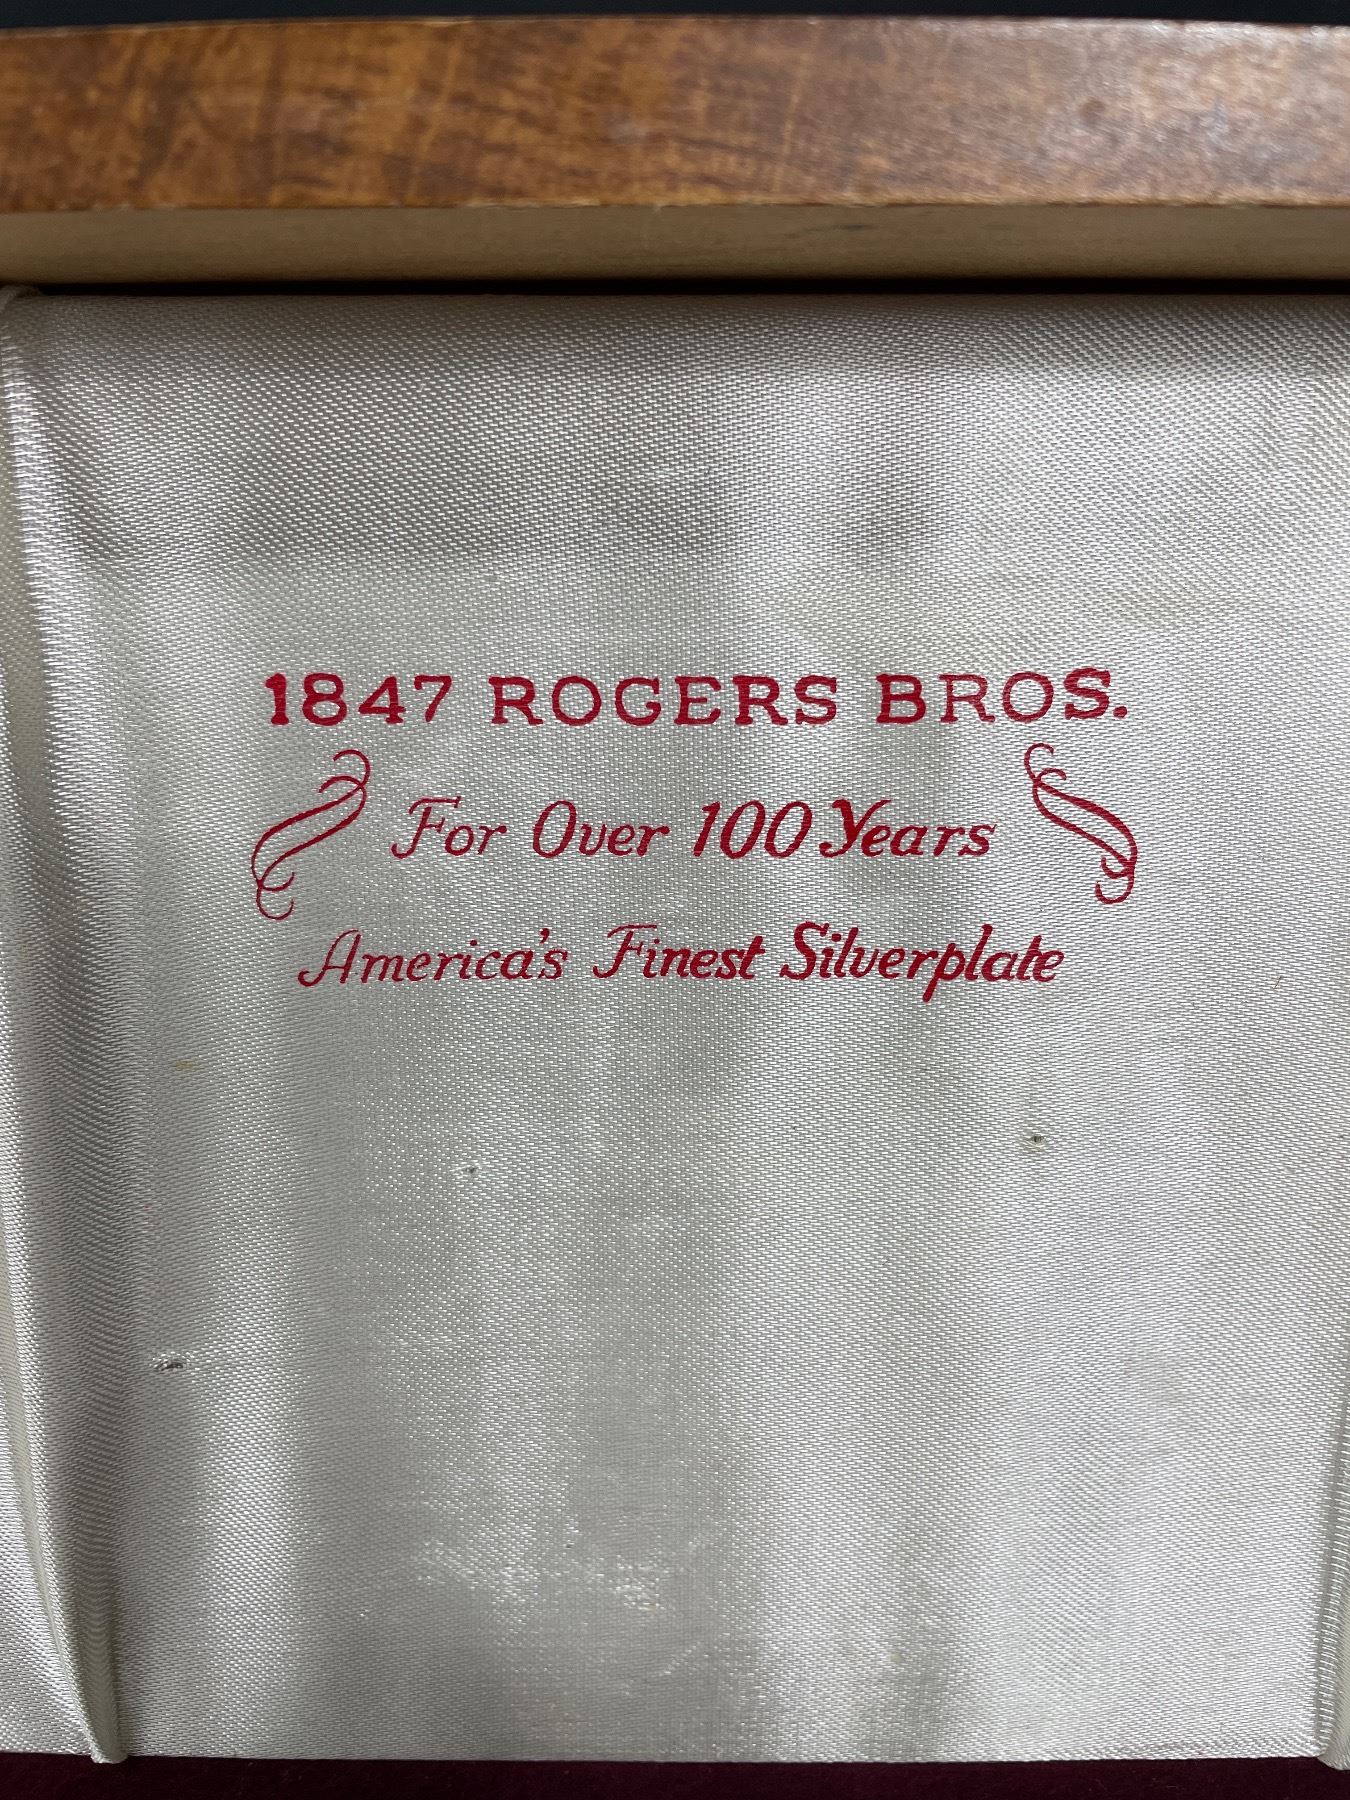 1847 ROGERS BROS.
For Over 100 Years
America's Finest Silverplate